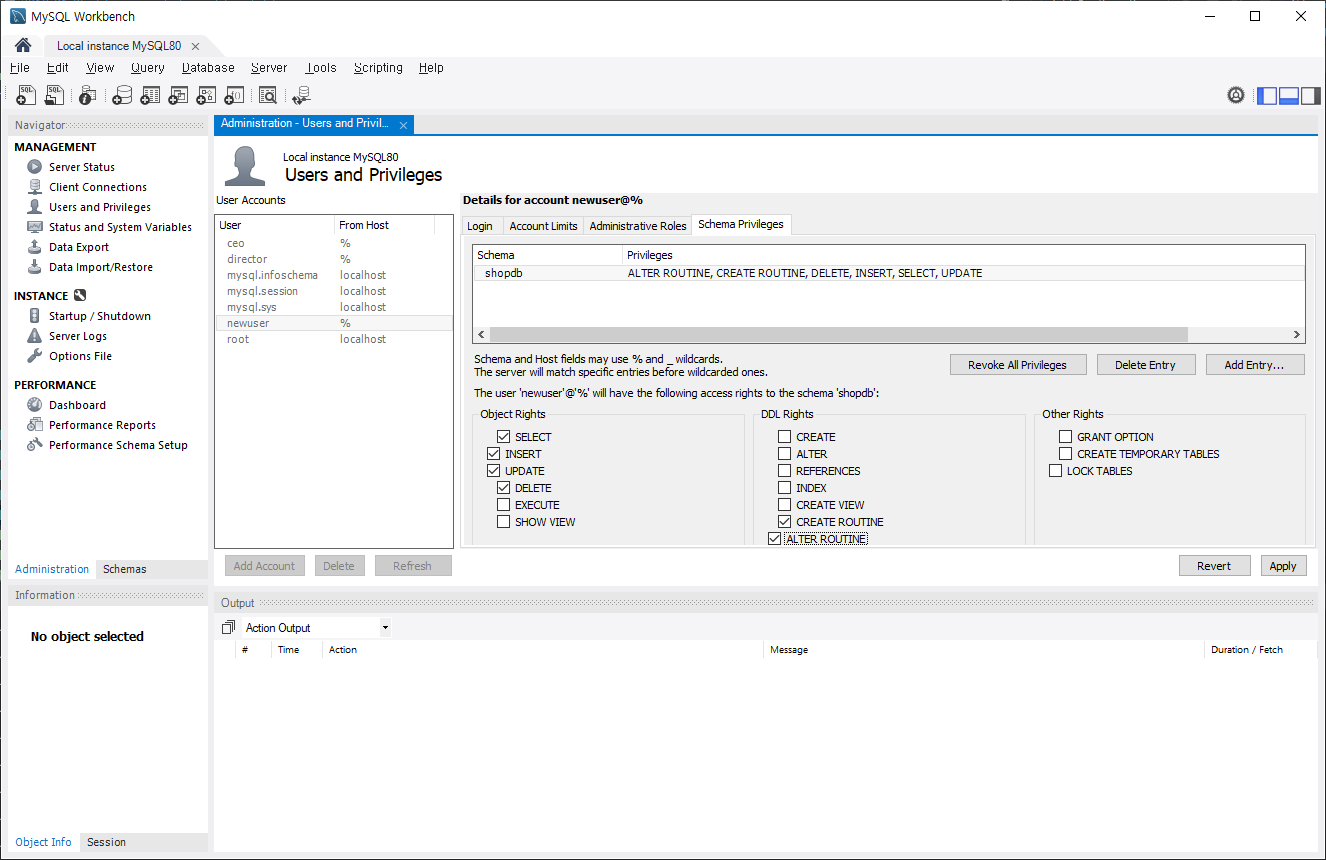 MySQL Workbench
Local instance MySQL80
File Edit View Query Database Server Tools Scripting Help
Navigator
MANAGEMENT
Server Status
Client Connections
Users and Privileges
Status and System Variables
Data Export
Data Import/Restore
INSTANCE
Startup / Shutdown
Server Logs
Options File
PERFORMANCE
Dashboard
Performance Reports
Performance Schema Setup
Administration Schemas
Information
No object selected
Object Info Session
Administration - Users and Privil...
Local instance MySQL80
Users and Privileges
User Accounts
User From Host
ceo %
director %
mysql.infoschema localhost
mysql.session localhost
mysql.sys localhost
newuser %
root localhost
Add Account Delete Refresh
Details for account newuser@%
Login Account Limits Administrative Roles Schema Privileges
Schema Privileges
shopdb ALTER ROUTINE, CREATE ROUTINE, DELETE, INSERT, SELECT, UPDATE
Schema and Host fields may use % and _ wildcards.
The server will match specific entries before wildcarded ones.
Revoke All Privileges Delete Entry Add Entry...
The user 'newuser'@'%' will have the following access rights to the schema 'shopdb':
Object Rights
SELECT
INSERT
UPDATE
DELETE
EXECUTE
SHOW VIEW
DDL Rights
CREATE
ALTER
REFERENCES
INDEX
CREATE VIEW
CREATE ROUTINE
ALTER ROUTINE
Other Rights
GRANT OPTION
CREATE TEMPORARY TABLES
LOCK TABLES
Revert Apply
Output
Action Output
# Time Action Message Duration / Fetch